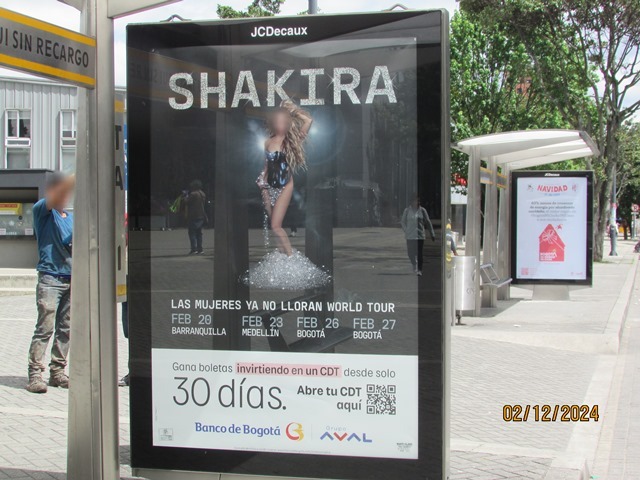 JCDecaux
UI SIN RECARGO
SHAKIRA
LAS MUJERES YA NO LLORAN WORLD TOUR
FEB 20 FEB 23 FEB 26 FEB 27
BARRANQUILLA MEDELLÍN BOGOTÁ BOGOTÁ
Gana boletas invirtiendo en un CDT desde solo
30 días.
Abre tu CDT
aquí
Banco de Bogotá
Grupo
AVAL
NAVIDAD
02/12/2024